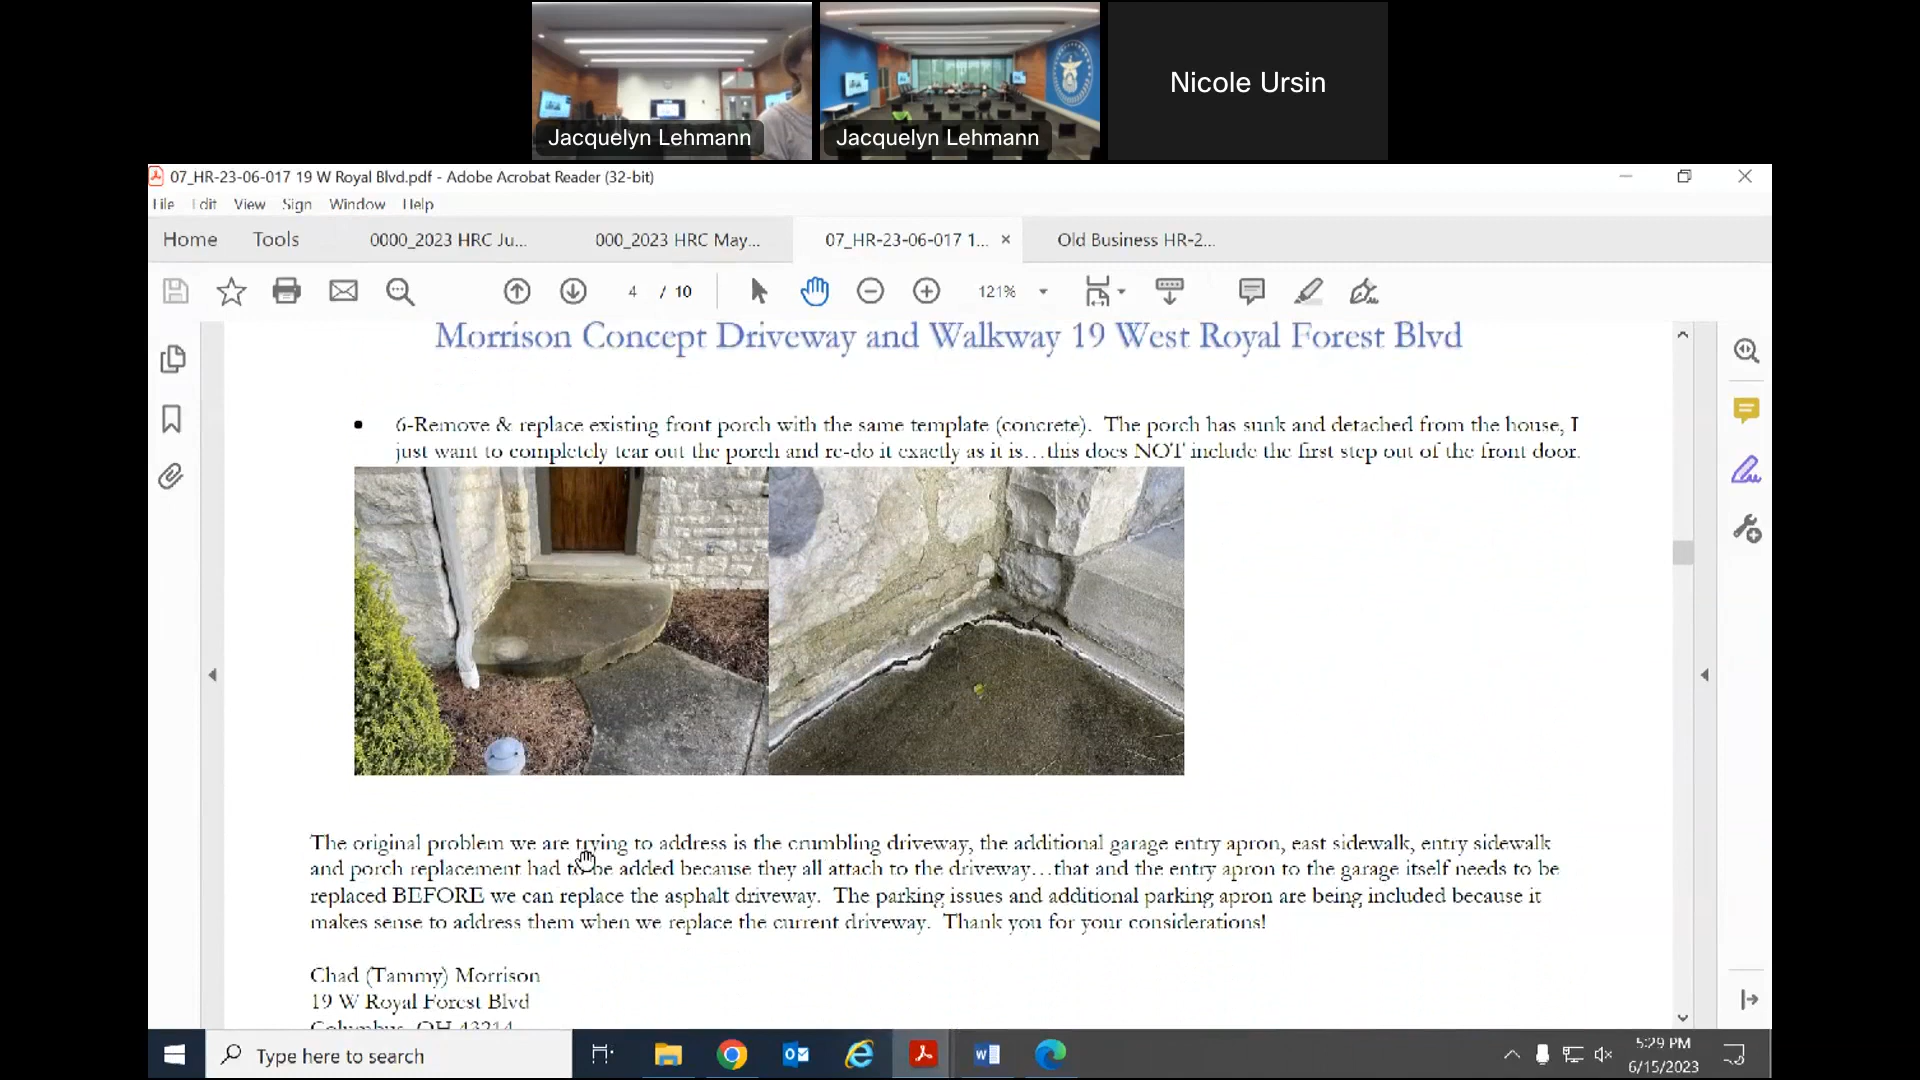 Jacquelyn Lehmann
Jacquelyn Lehmann
Nicole Ursin
07_HR-23-06-017 19 W Royal Blvd.pdf - Adobe Acrobat Reader (32-bit)
File Edit View Sign Window Help
Home Tools 0000_2023 HRC Ju... 000_2023 HRC May... 07_HR-23-06-017 1... × Old Business HR-2...
4 / 10 121%
Morrison Concept Driveway and Walkway 19 West Royal Forest Blvd
• 6-Remove & replace existing front porch with the same template (concrete). The porch has sunk and detached from the house, I
just want to completely tear out the porch and re-do it exactly as it is…this does NOT include the first step out of the front door.
The original problem we are trying to address is the crumbling driveway, the additional garage entry apron, east sidewalk, entry sidewalk
and porch replacement had to be added because they all attach to the driveway…that and the entry apron to the garage itself needs to be
replaced BEFORE we can replace the asphalt driveway. The parking issues and additional parking apron are being included because it
makes sense to address them when we replace the current driveway. Thank you for your considerations!
Chad (Tammy) Morrison
19 W Royal Forest Blvd
Columbus, OH 43214
Type here to search
5:29 PM
6/15/2023